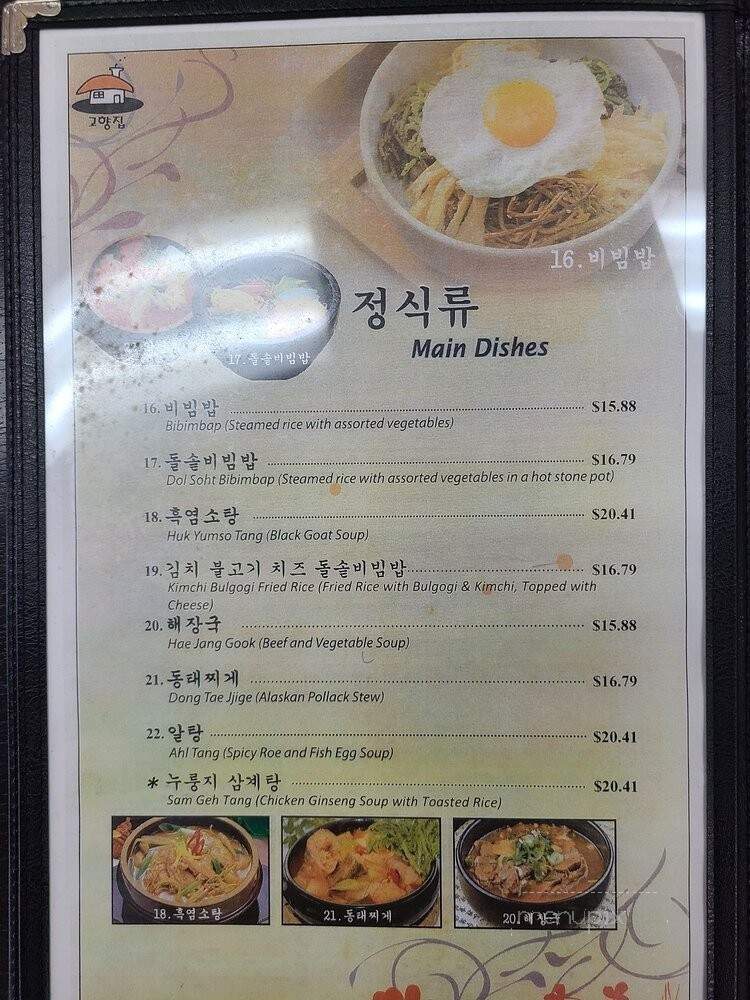 고향집
16.비빔밥
17.돌솥비빔밥
정식류
Main Dishes
16.비빔밥 $15.88
Bibimbap (Steamed rice with assorted vegetables)
17.돌솥비빔밥 $16.79
Dol Soht Bibimbap (Steamed rice with assorted vegetables in a hot stone pot)
18.흑염소탕 $20.41
Huk Yumso Tang (Black Goat Soup)
19.김치 불고기 치즈 돌솥비빔밥 $16.79
Kimchi Bulgogi Fried Rice (Fried Rice with Bulgogi & Kimchi, Topped with
Cheese)
20.해장국 $15.88
Hae Jang Gook (Beef and Vegetable Soup)
21.동태찌게 $16.79
Dong Tae Jjige (Alaskan Pollack Stew)
22.알탕 $20.41
Ahl Tang (Spicy Roe and Fish Egg Soup)
* 누룽지 삼계탕 $20.41
Sam Geh Tang (Chicken Ginseng Soup with Toasted Rice)
18.흑염소탕
21.동태찌게
20.해장국
menupix